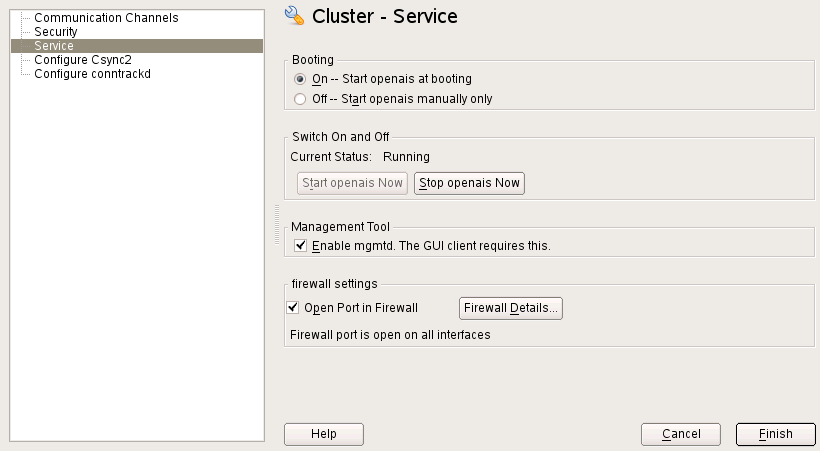 Communication Channels
Security
Service
Configure Csync2
Configure conntrackd
Cluster - Service
Booting
On -- Start openais at booting
Off -- Start openais manually only
Switch On and Off
Current Status: Running
Start openais Now Stop openais Now
Management Tool
Enable mgmtd. The GUI client requires this.
firewall settings
Open Port in Firewall Firewall Details...
Firewall port is open on all interfaces
Help Cancel Finish